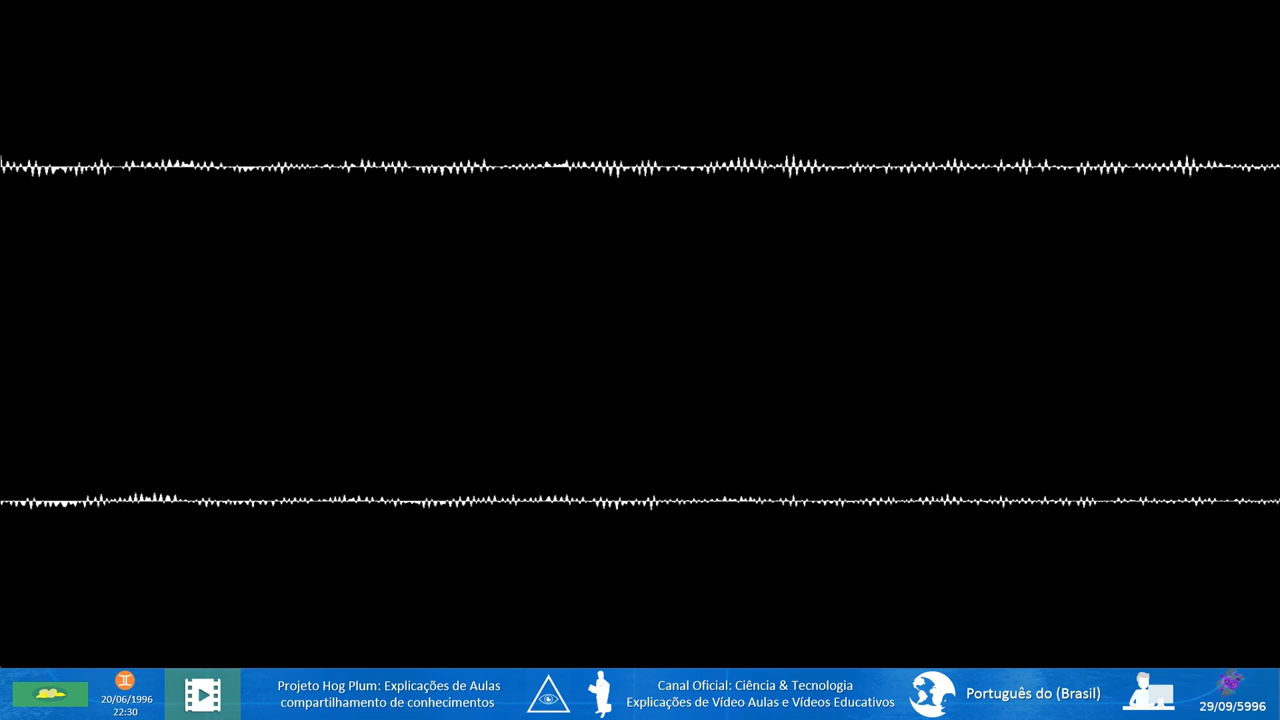 20/06/1996
22:30
Projeto Hog Plum: Explicações de Aulas
compartilhamento de conhecimentos
Canal Oficial: Ciência & Tecnologia
Explicações de Vídeo Aulas e Vídeos Educativos
Português do (Brasil)
29/09/5996